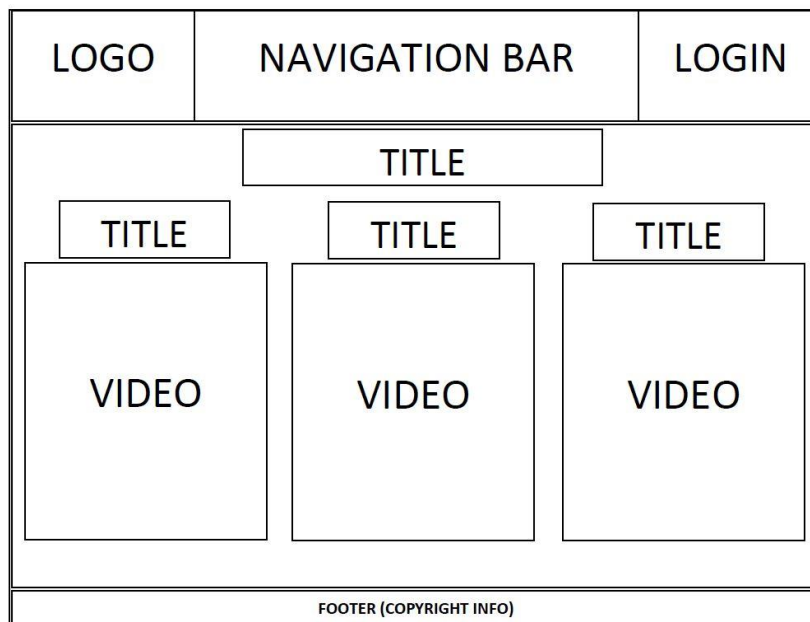 LOGO
NAVIGATION BAR
LOGIN
TITLE
TITLE
TITLE
TITLE
VIDEO
VIDEO
VIDEO
FOOTER (COPYRIGHT INFO)